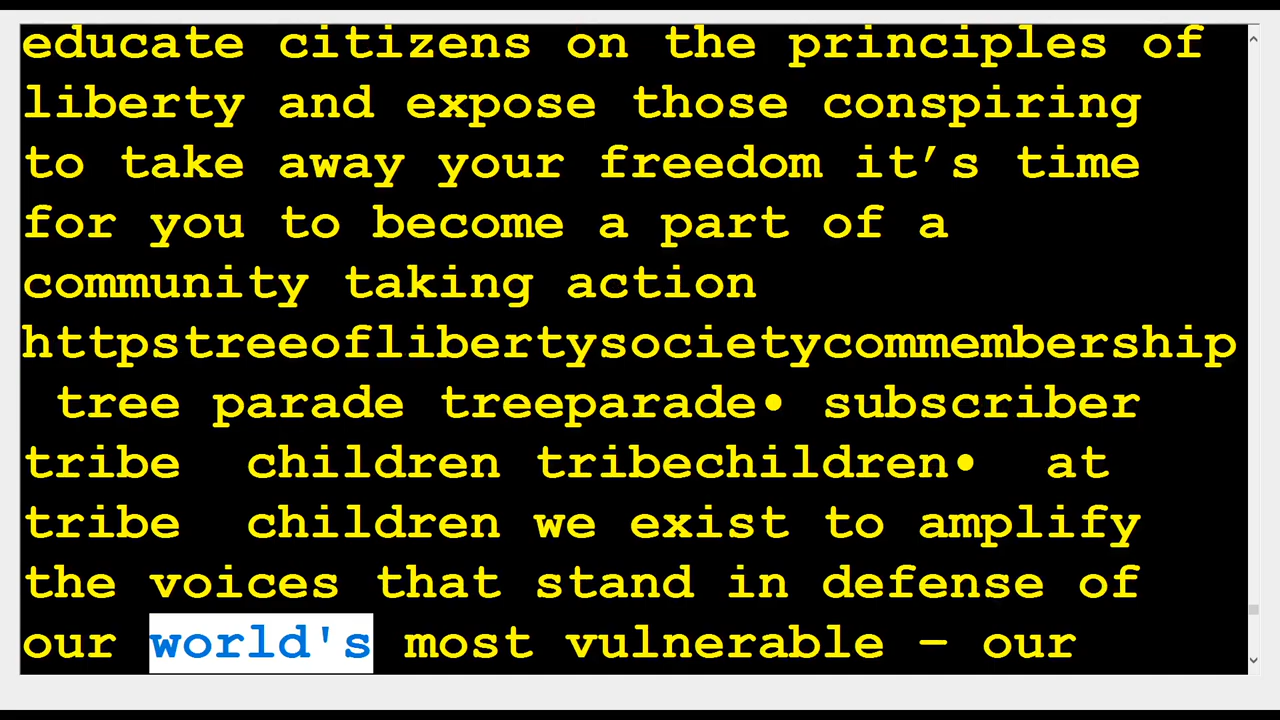 educate citizens on the principles of
liberty and expose those conspiring
to take away your freedom it’s time
for you to become a part of a
community taking action
httpstreeoflibertysocietycommembership
tree parade treeparade• subscriber
tribe  children tribechildren•  at
tribe  children we exist to amplify
the voices that stand in defense of
our world's most vulnerable – our